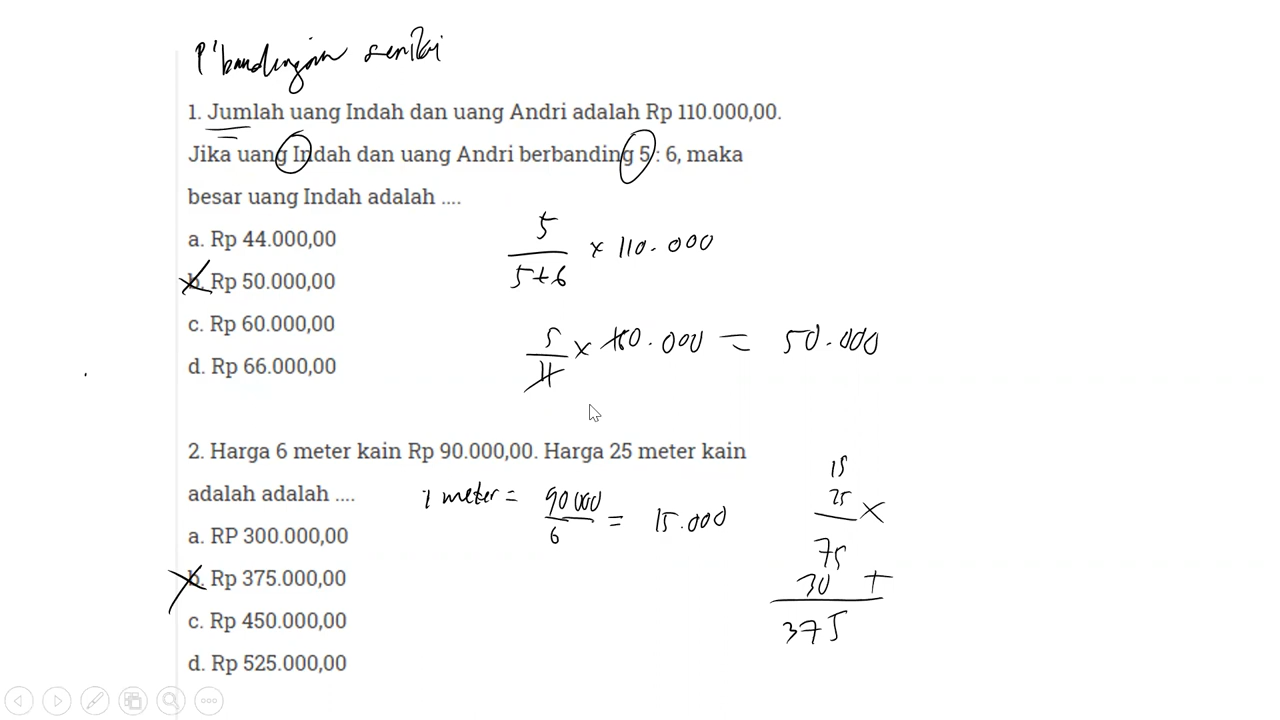 P'bandingan senilai
1. Jumlah uang Indah dan uang Andri adalah Rp 110.000,00.
Jika uang Indah dan uang Andri berbanding 5 : 6, maka
besar uang Indah adalah ....
a. Rp 44.000,00
b. Rp 50.000,00
c. Rp 60.000,00
d. Rp 66.000,00
5
5+6
× 110.000
5
11
× 110.000 = 50.000
2. Harga 6 meter kain Rp 90.000,00. Harga 25 meter kain
adalah adalah ....
a. RP 300.000,00
b. Rp 375.000,00
c. Rp 450.000,00
d. Rp 525.000,00
1 meter =
90000
6
= 15.000
15
25 ×
75
30 +
375